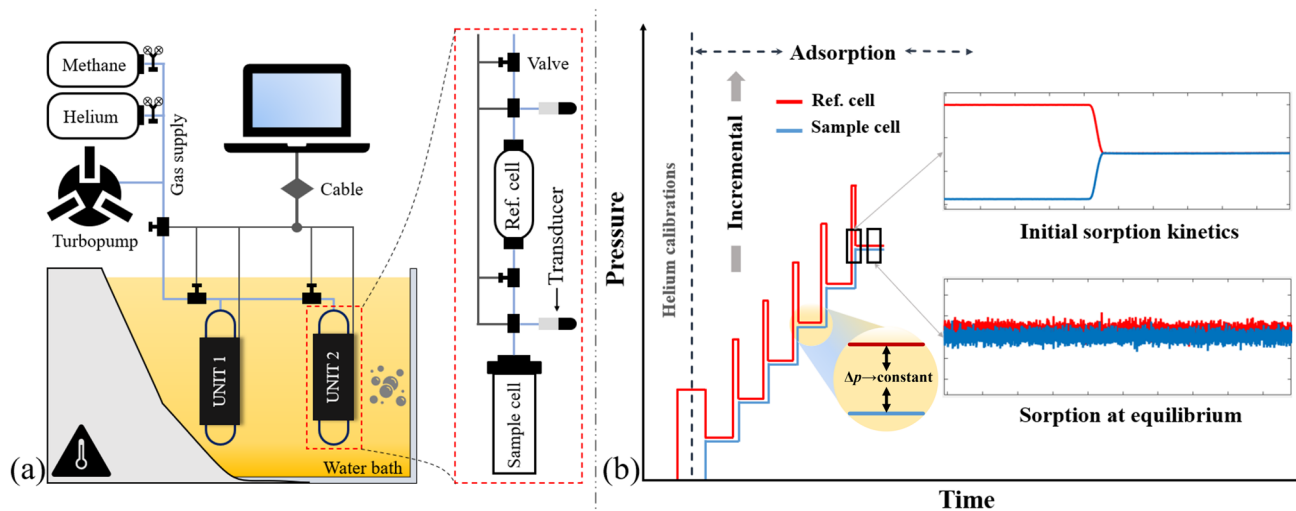 Methane
Helium
Turbopump
Gas supply
Cable
UNIT 1
UNIT 2
Water bath
(a)
Valve
Ref. cell
Transducer
Sample cell
Pressure
Helium calibrations
Adsorption
Incremental
Ref. cell
Sample cell
Δp→constant
Initial sorption kinetics
Sorption at equilibrium
(b)
Time